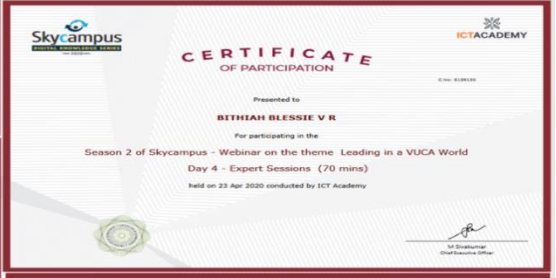 Skycampus
DIGITAL KNOWLEDGE SERIES
ICTACADEMY
CERTIFICATE
OF PARTICIPATION
Presented to
BITHIAH BLESSIE V R
For participating in the
Season 2 of Skycampus - Webinar on the theme Leading in a VUCA World
Day 4 - Expert Sessions (70 mins)
held on 23 Apr 2020 conducted by ICT Academy
M Sivakumar
Chief Executive Officer